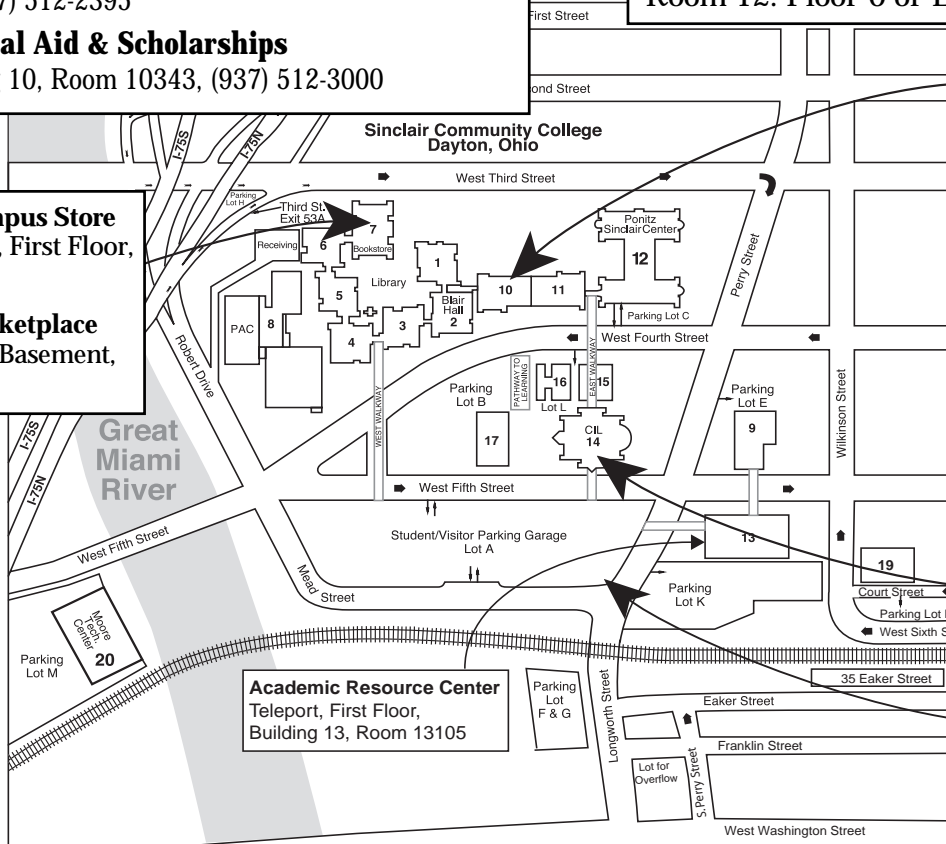 7) 512-2395
al Aid & Scholarships
10, Room 10343, (937) 512-3000
First Street
ond Street
I-75S
I-75N
Sinclair Community College
Dayton, Ohio
West Third Street
Parking
Lot H
Third St.
Exit 53A
pus Store
, First Floor,
ketplace
Basement,
Receiving
6
7
Bookstore
Library
1
5
Blair
Hall
2
3
4
PAC
8
10
11
Ponitz
Sinclair Center
12
Parking Lot C
West Fourth Street
Perry Street
Robert Drive
WEST WALKWAY
EAST WALKWAY
PATHWAY TO
LEARNING
16
15
Lot L
Parking
Lot B
17
CIL
14
Parking
Lot E
9
Wilkinson Street
Great
Miami
River
I-75S
I-75N
West Fifth Street
West Fifth Street
Student/Visitor Parking Garage
Lot A
13
19
Court Street
Parking Lot
West Sixth S
Mead Street
Parking
Lot K
Moore
Tech.
Center
20
Parking
Lot M
Academic Resource Center
Teleport, First Floor,
Building 13, Room 13105
Parking
Lot
F & G
Longworth Street
35 Eaker Street
Eaker Street
Franklin Street
Lot for
Overflow
S. Perry Street
West Washington Street